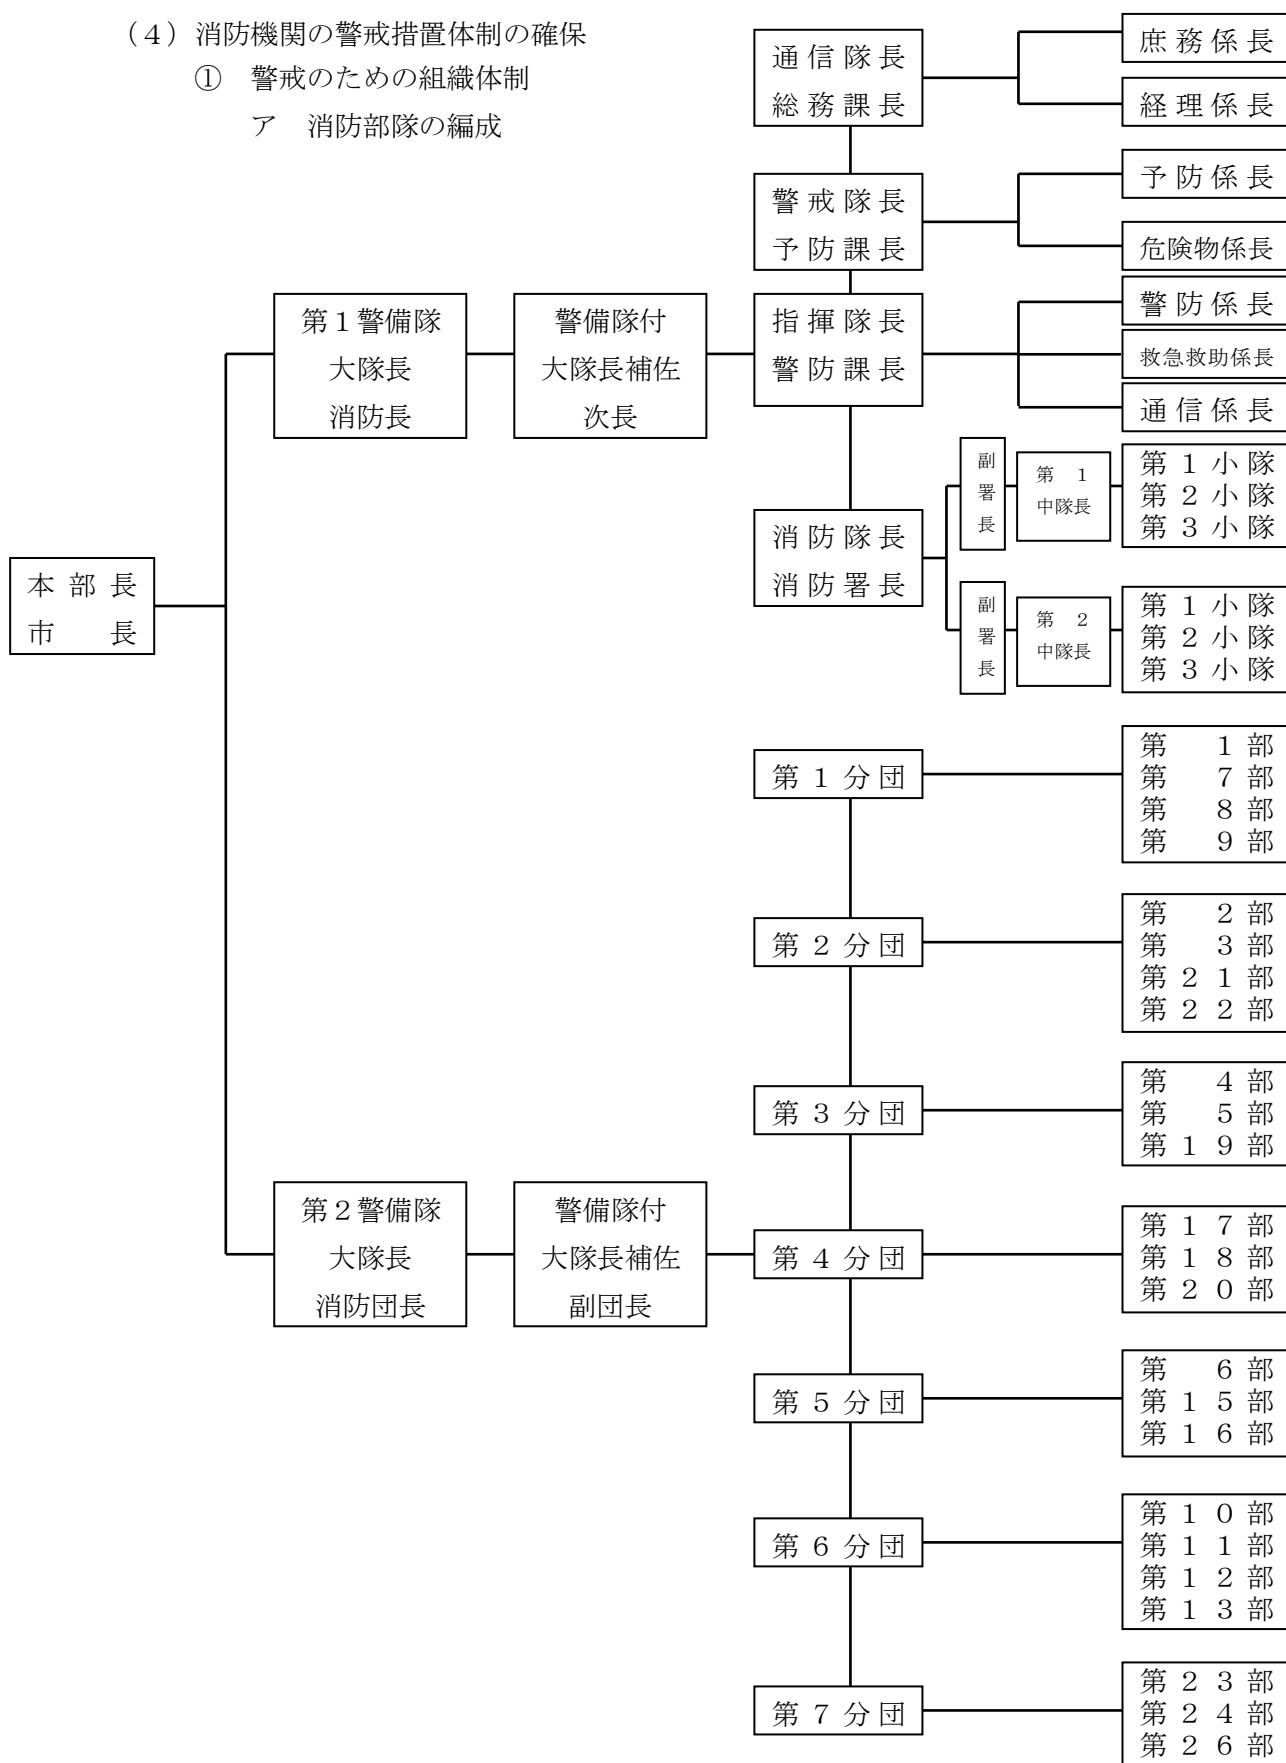 （４）消防機関の警戒措置体制の確保
① 警戒のための組織体制
ア 消防部隊の編成
本部長
市長
第１警備隊
大隊長
消防長
警備隊付
大隊長補佐
次長
通信隊長
総務課長
庶務係長
経理係長
警戒隊長
予防課長
予防係長
危険物係長
指揮隊長
警防課長
警防係長
救急救助係長
通信係長
消防隊長
消防署長
副署長
第１
中隊長
第１小隊
第２小隊
第３小隊
副署長
第２
中隊長
第１小隊
第２小隊
第３小隊
第２警備隊
大隊長
消防団長
警備隊付
大隊長補佐
副団長
第１分団
第１部
第７部
第８部
第９部
第２分団
第２部
第３部
第２１部
第２２部
第３分団
第４部
第５部
第１９部
第４分団
第１７部
第１８部
第２０部
第５分団
第６部
第１５部
第１６部
第６分団
第１０部
第１１部
第１２部
第１３部
第７分団
第２３部
第２４部
第２６部